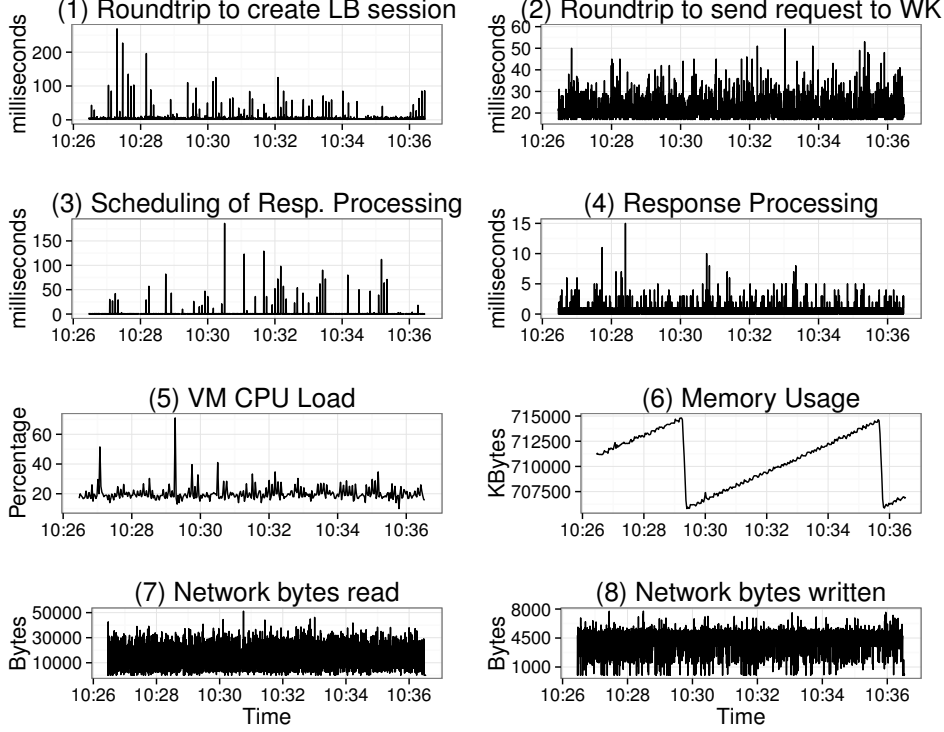 (1) Roundtrip to create LB session
milliseconds
200
100
0
10:26 10:28 10:30 10:32 10:34 10:36
(2) Roundtrip to send request to WK
milliseconds
60
50
40
30
20
10:26 10:28 10:30 10:32 10:34 10:36
(3) Scheduling of Resp. Processing
milliseconds
150
100
50
0
10:26 10:28 10:30 10:32 10:34 10:36
(4) Response Processing
milliseconds
15
10
5
0
10:26 10:28 10:30 10:32 10:34 10:36
(5) VM CPU Load
Percentage
60
40
20
10:26 10:28 10:30 10:32 10:34 10:36
(6) Memory Usage
KBytes
715000
712500
710000
707500
10:26 10:28 10:30 10:32 10:34 10:36
(7) Network bytes read
Bytes
50000
30000
10000
10:26 10:28 10:30 10:32 10:34 10:36
Time
(8) Network bytes written
Bytes
8000
4500
1000
10:26 10:28 10:30 10:32 10:34 10:36
Time